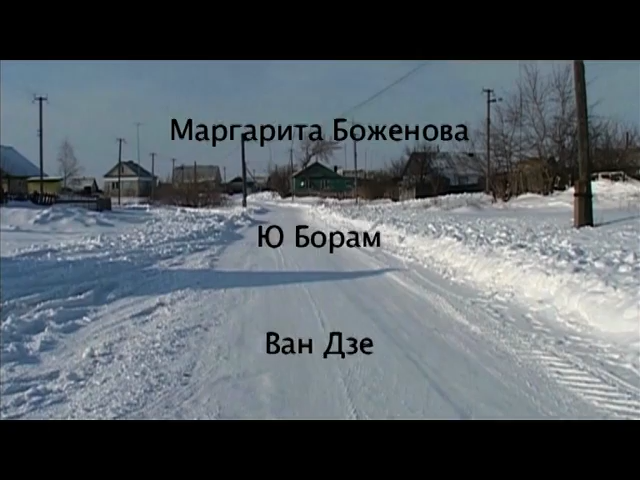 Маргарита Боженова
Ю Борам
Ван Дзе